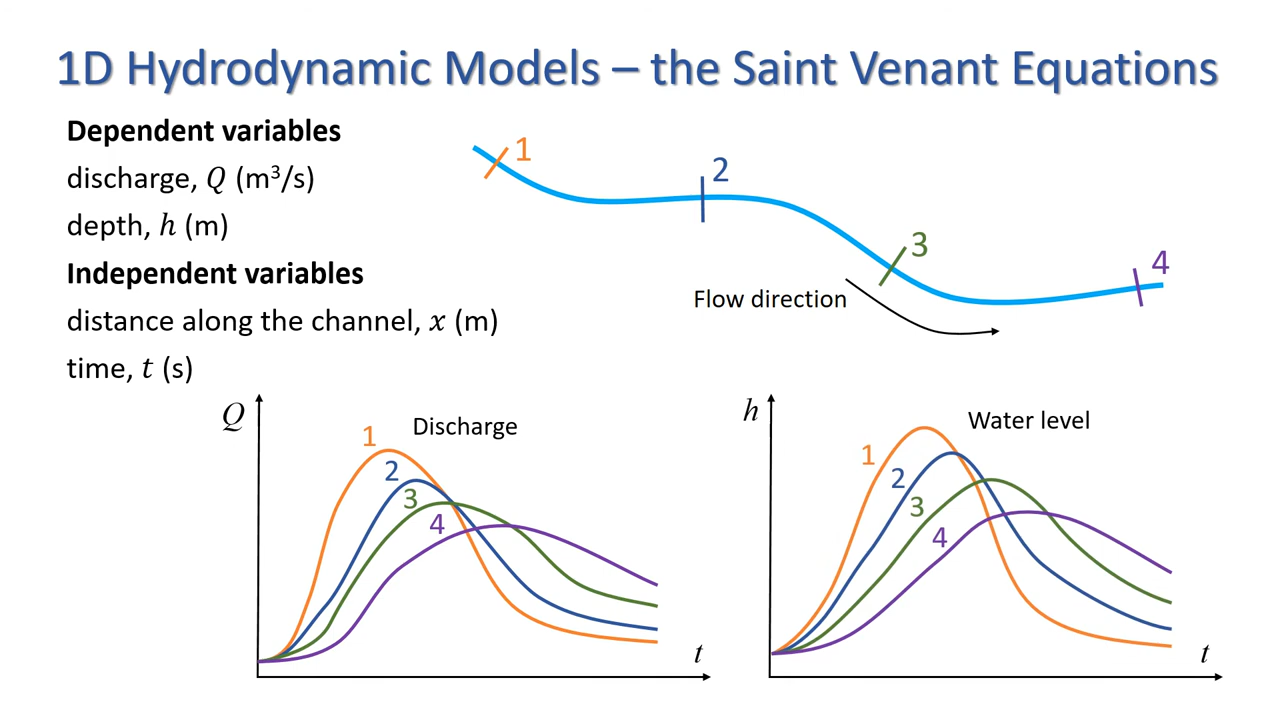 1D Hydrodynamic Models – the Saint Venant Equations
Dependent variables
discharge, Q (m³/s)
depth, h (m)
Independent variables
distance along the channel, x (m)
time, t (s)
1
2
3
4
Flow direction
Q
Discharge
1
2
3
4
t
h
Water level
1
2
3
4
t